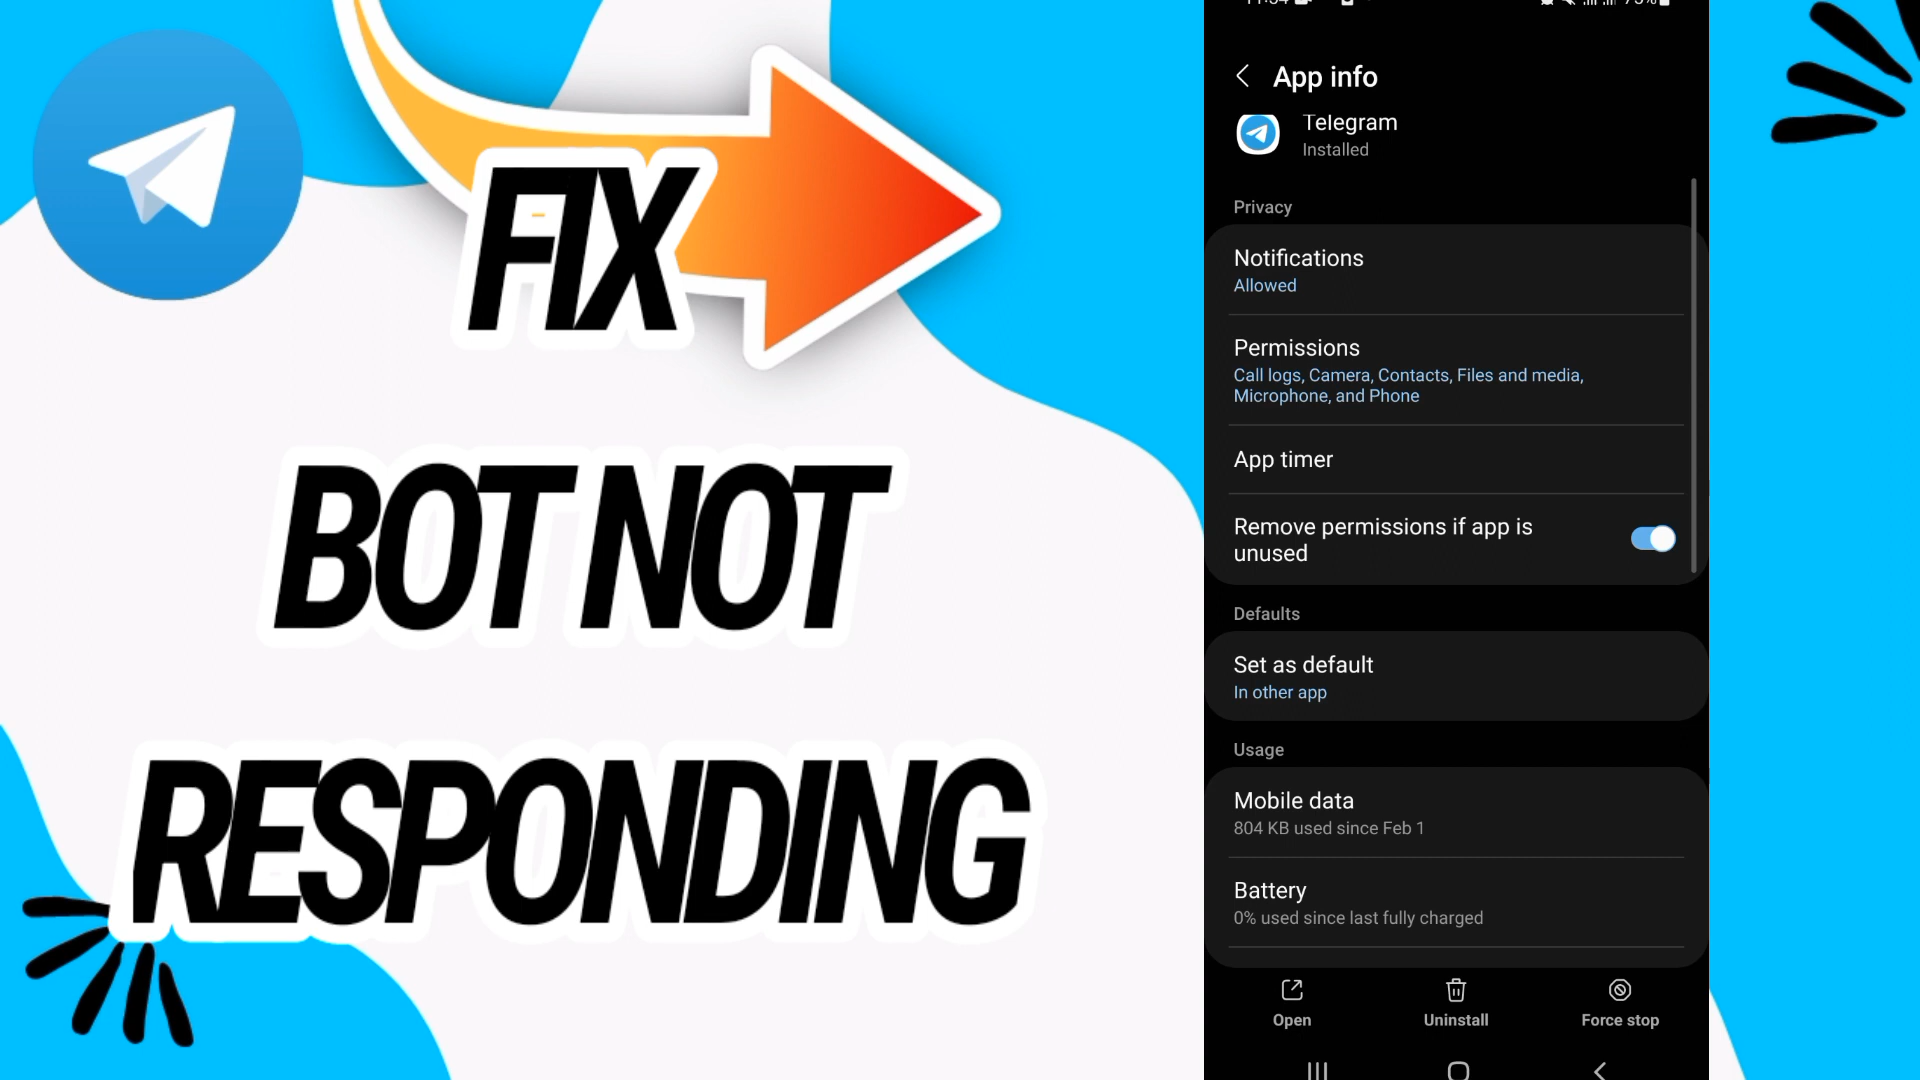 FIX
BOT NOT
RESPONDING
App info
Telegram
Installed
Privacy
Notifications
Allowed
Permissions
Call logs, Camera, Contacts, Files and media,
Microphone, and Phone
App timer
Remove permissions if app is
unused
Defaults
Set as default
In other app
Usage
Mobile data
804 KB used since Feb 1
Battery
0% used since last fully charged
Open
Uninstall
Force stop